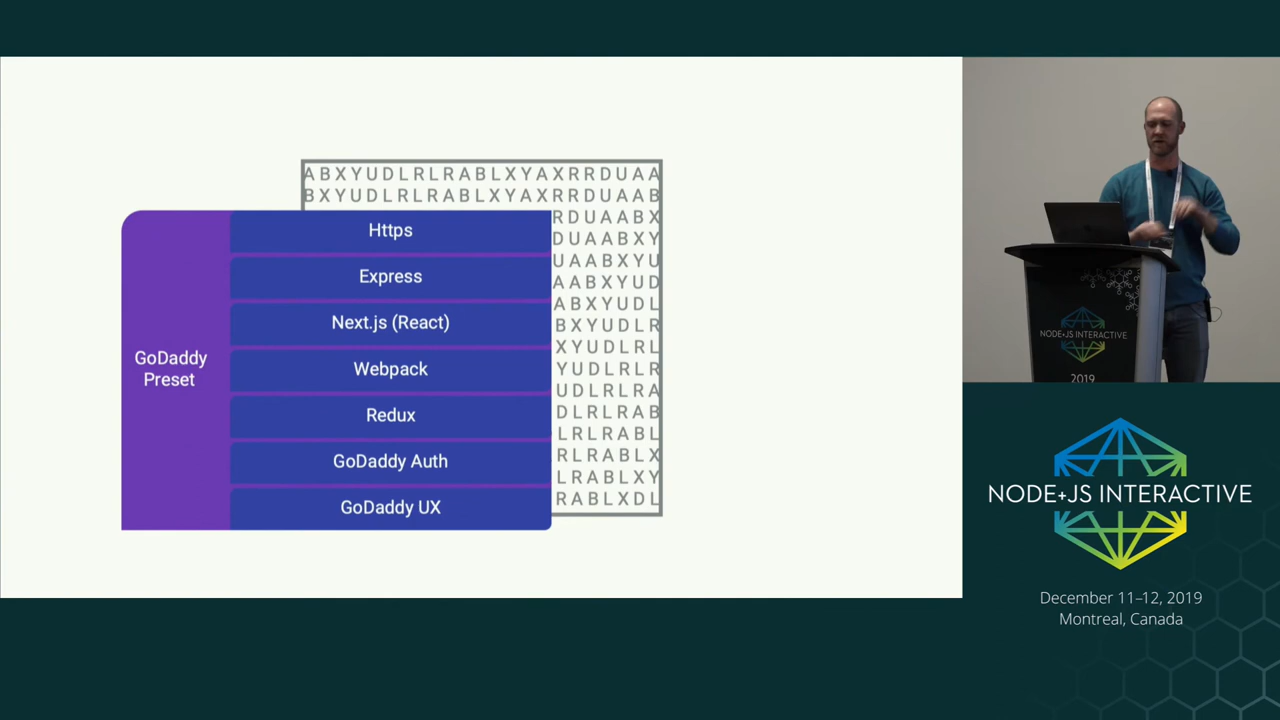 ABXYUDLRLRABLXYAXRRDUAA
BXYUDLRLRABLXYAXRRDUAAB
RDUAABX
DUAABXY
UAABXYU
AABXYUD
ABXYUDL
BXYUDLR
XYUDLRL
YUDLRLR
UDLRLRA
DLRLRAB
LRLRABL
RLRABLX
LRABLXY
RABLXDL
GoDaddy
Preset
Https
Express
Next.js (React)
Webpack
Redux
GoDaddy Auth
GoDaddy UX
NODE+JS INTERACTIVE
2019
NODE+JS INTERACTIVE
December 11–12, 2019
Montreal, Canada